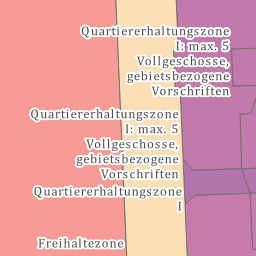 Quartiererhaltungszone
I: max. 5
Vollgeschosse,
gebietsbezogene
Vorschriften
Quartiererhaltungszone
I: max. 5
Vollgeschosse,
gebietsbezogene
Vorschriften
Quartiererhaltungszone
I
Freihaltezone